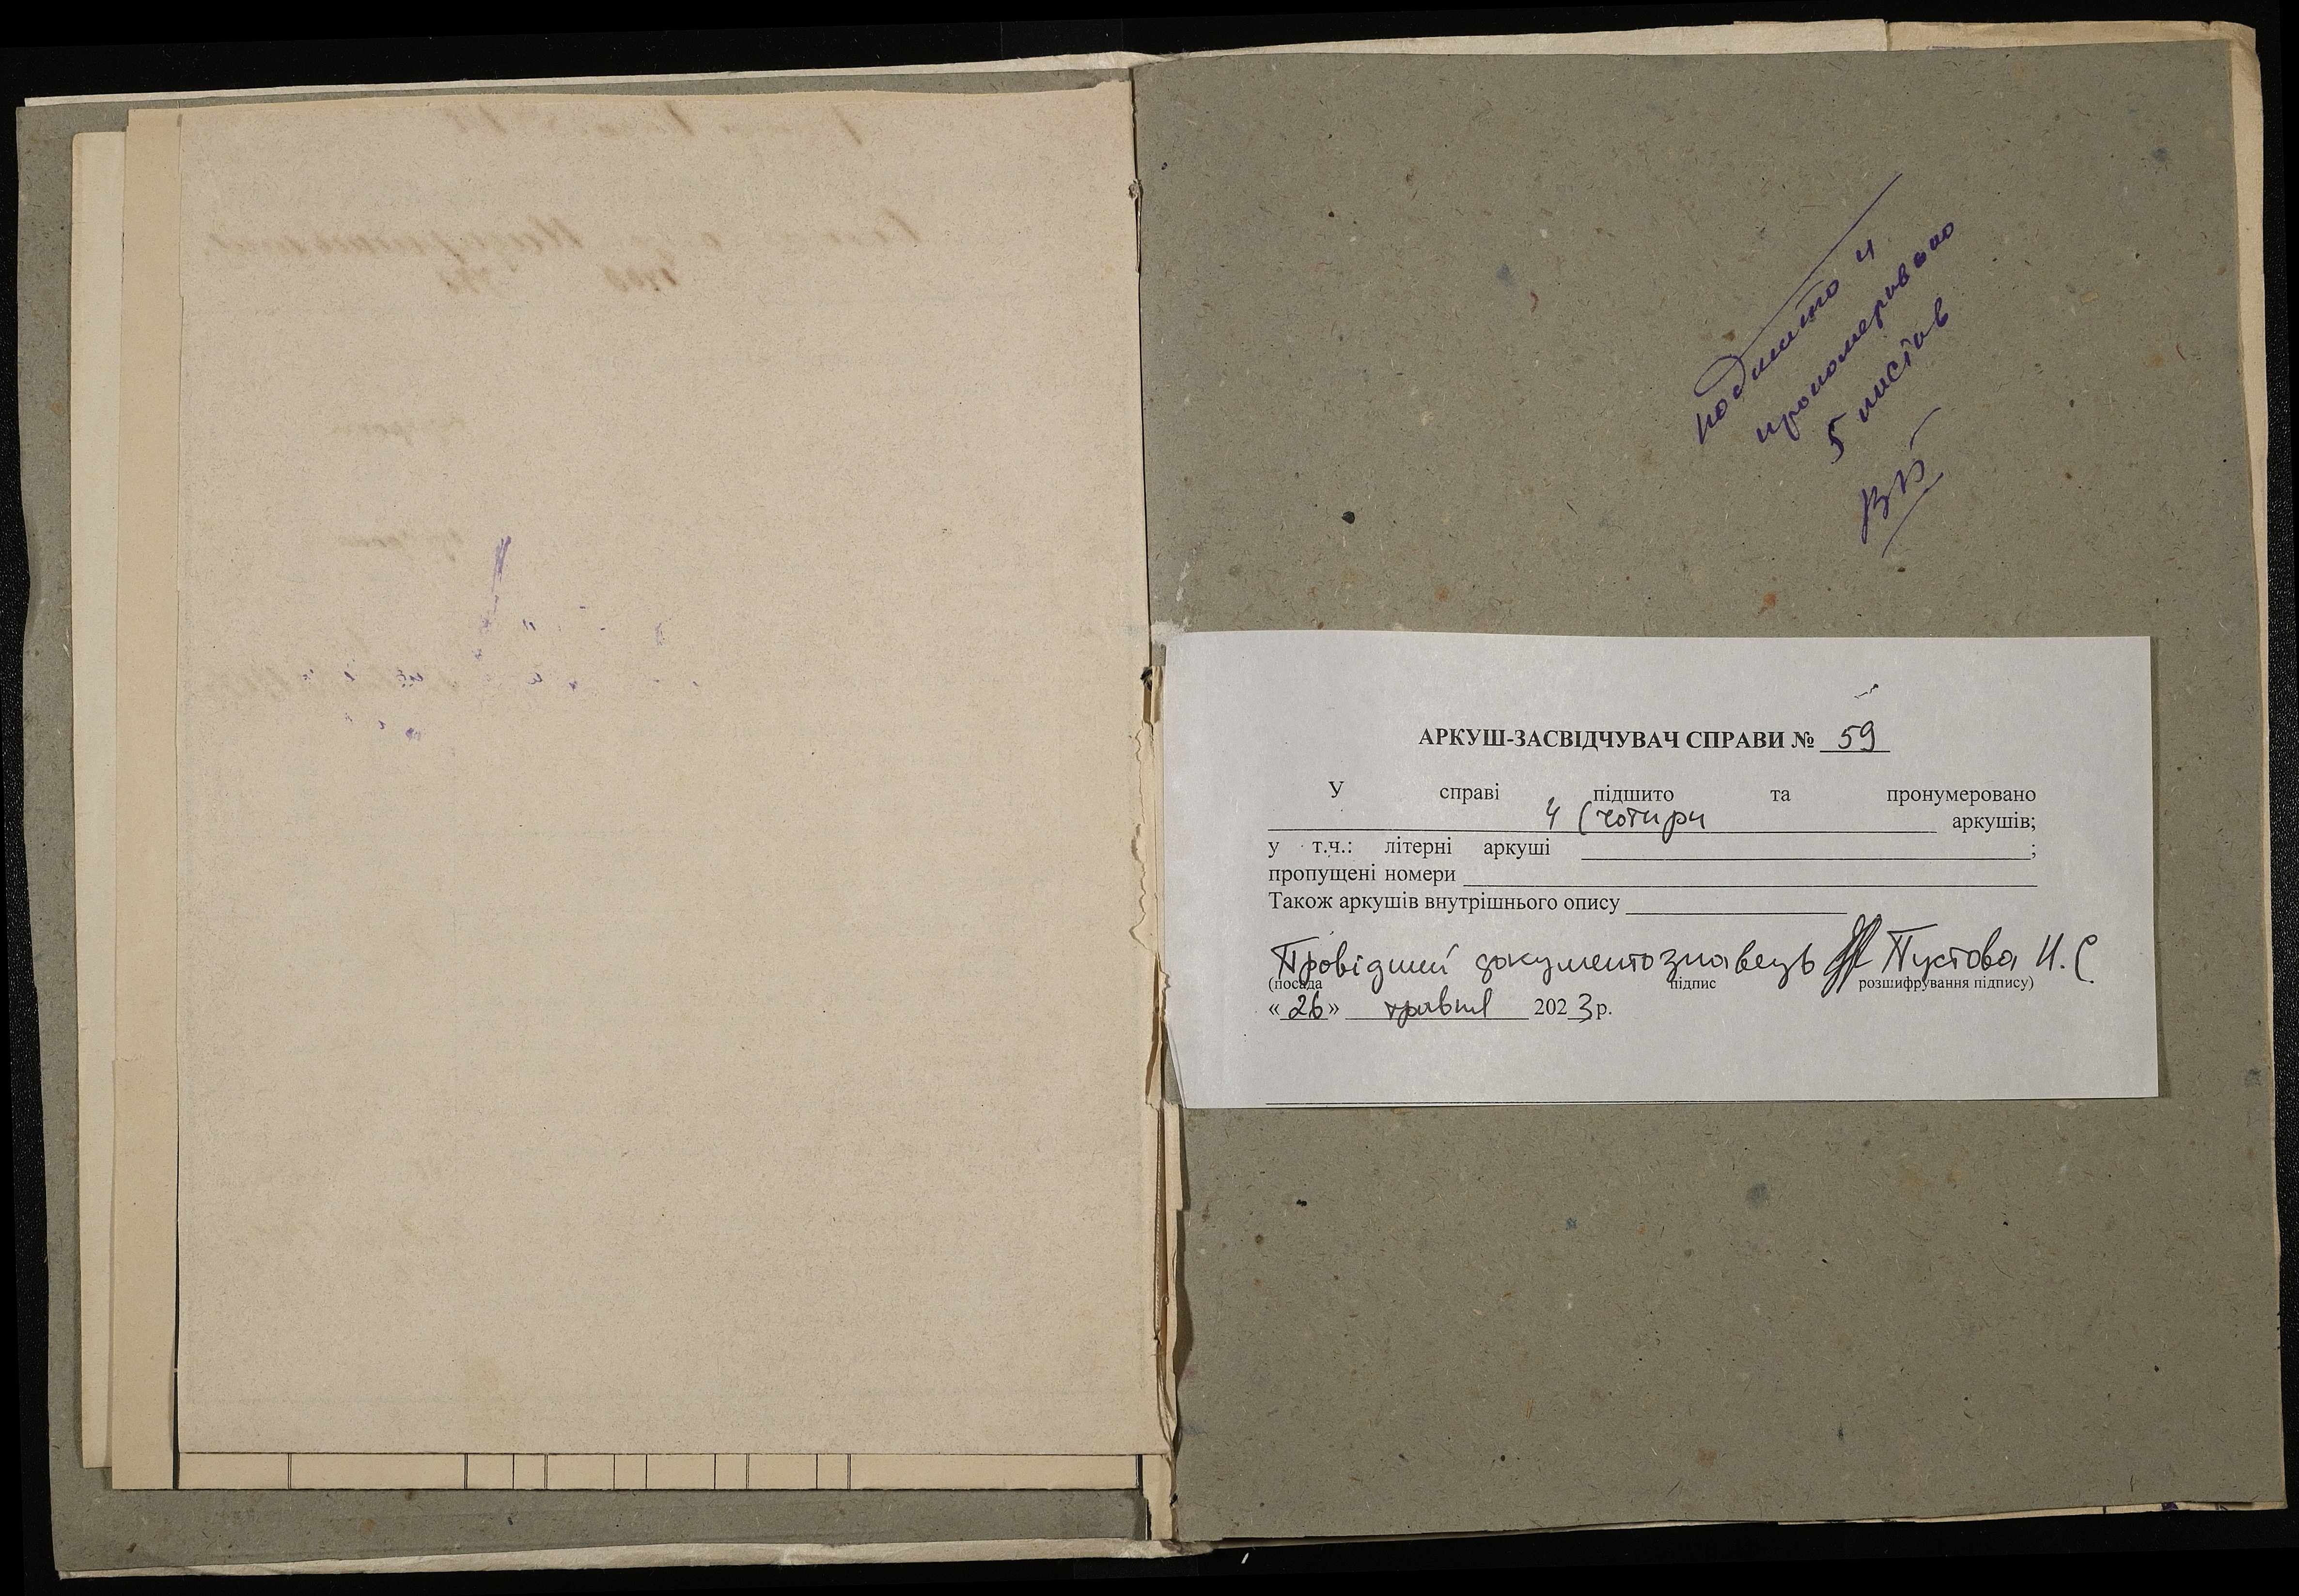 подшито и
пронумеровано
5 листов
АРКУШ-ЗАСВІДЧУВАЧ СПРАВИ № 59
У справі підшито та пронумеровано
4 (чотири аркушів;
у т.ч.: літерні аркуші ;
пропущені номери
Також аркушів внутрішнього опису
Провідний документознавець Пустова Н.С
(посада підпис розшифрування підпису)
«26» травня 2023 р.